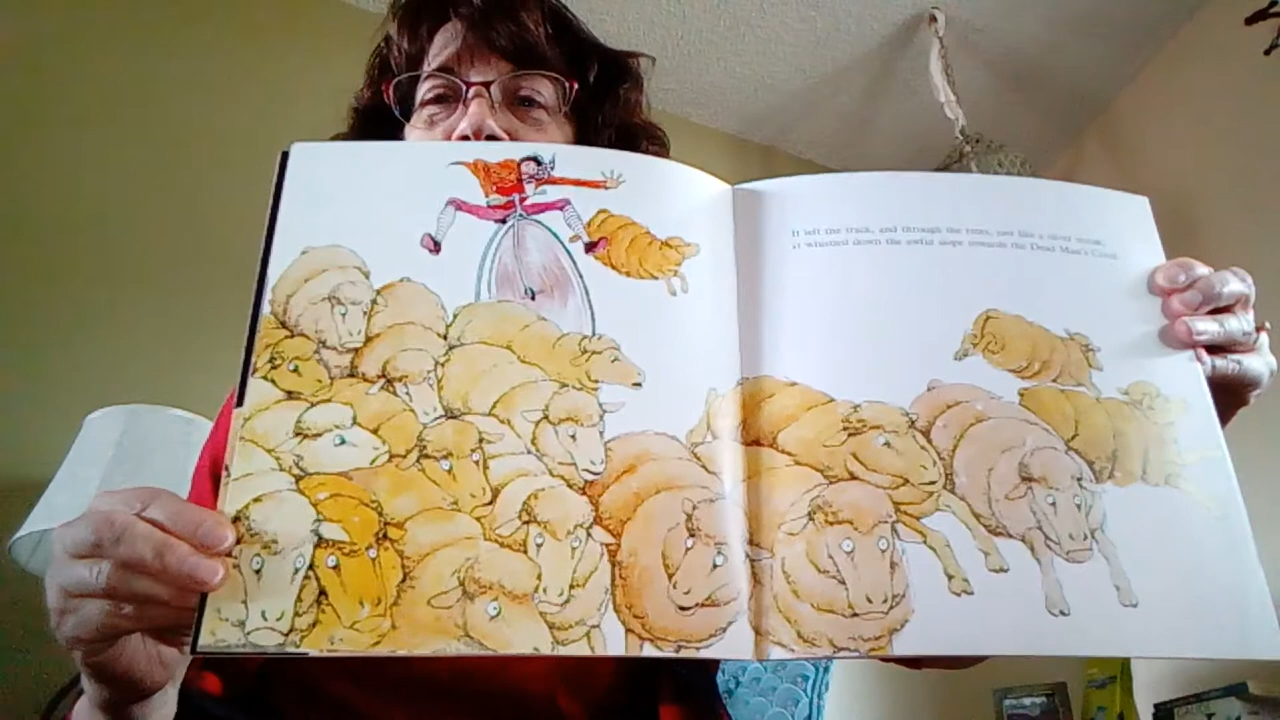 It left the track, and through the trees, just like a silver streak,
it whistled down the awful slope towards the Dead Man's Creek.